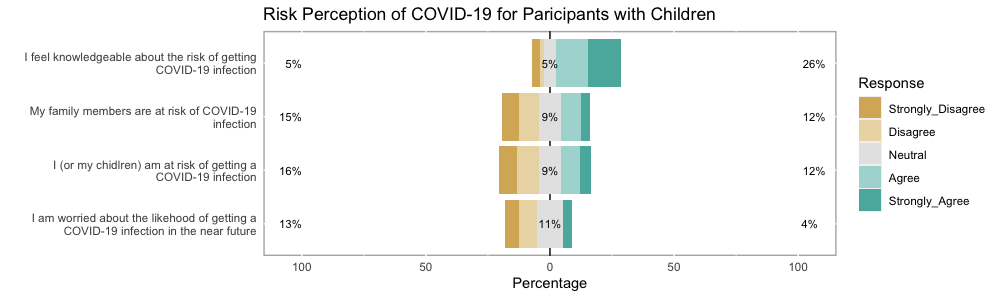 Risk Perception of COVID-19 for Paricipants with Children
I feel knowledgeable about the risk of getting
COVID-19 infection
5%
5%
26%
My family members are at risk of COVID-19
infection
15%
9%
12%
I (or my chidlren) am at risk of getting a
COVID-19 infection
16%
9%
12%
I am worried about the likehood of getting a
COVID-19 infection in the near future
13%
11%
4%
100
50
0
50
100
Percentage
Response
Strongly_Disagree
Disagree
Neutral
Agree
Strongly_Agree